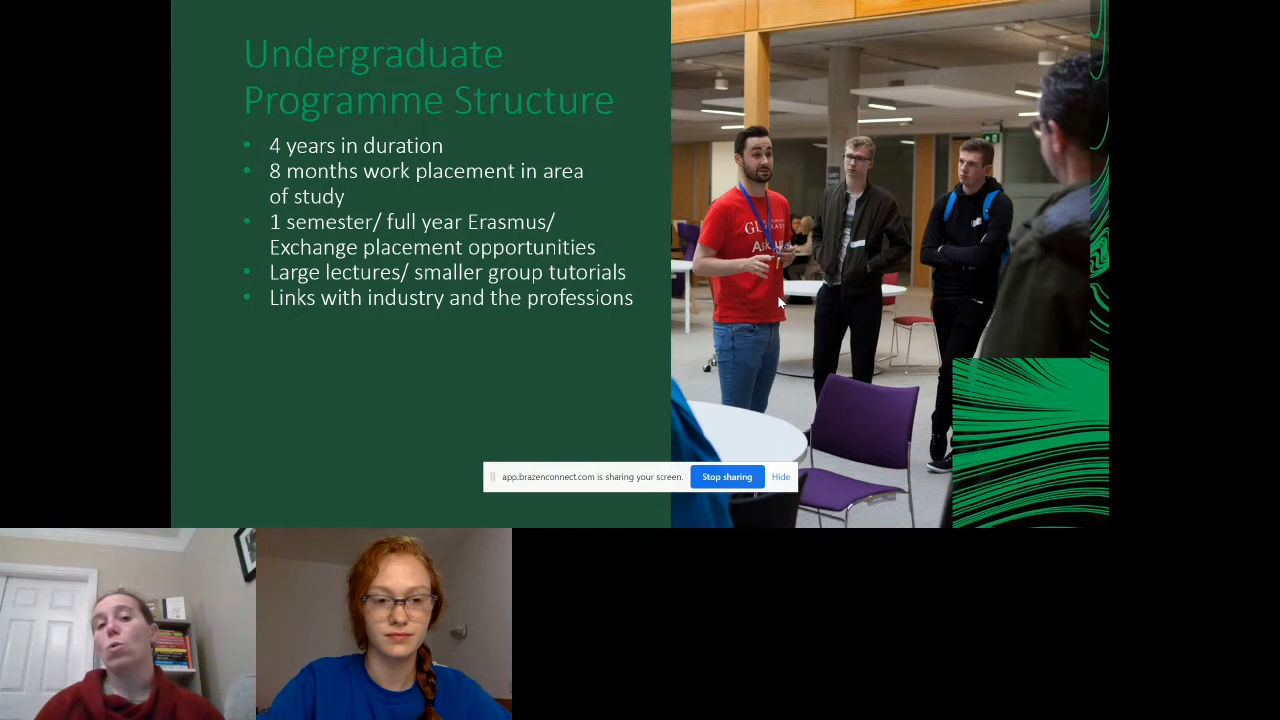 Undergraduate
Programme Structure
• 4 years in duration
• 8 months work placement in area
of study
• 1 semester/ full year Erasmus/
Exchange placement opportunities
• Large lectures/ smaller group tutorials
• Links with industry and the professions
app.brazenconnect.com is sharing your screen. Stop sharing Hide